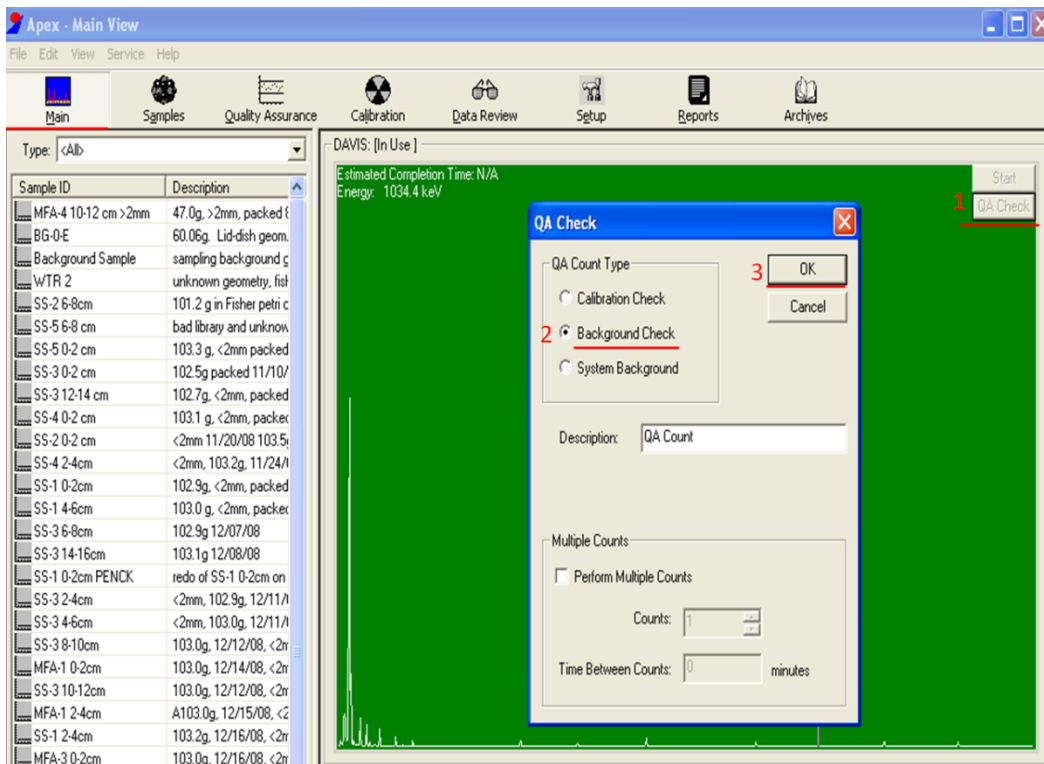 Apex - Main View
File Edit View Service Help
Main Samples Quality Assurance Calibration Data Review Setup Reports Archives
Type: <All>
Sample ID Description
MFA-4 10-12 cm >2mm 47.0g, >2mm, packed
BG-0-E 60.06g. Lid-dish geom.
Background Sample sampling background g
WTR 2 unknown geometry, fish
SS-2 6-8cm 101.2 g in Fisher petri c
SS-5 6-8 cm bad library and unknow
SS-5 0-2 cm 103.3 g, <2mm packed
SS-3 0-2 cm 102.5g packed 11/10/
SS-3 12-14 cm 102.7g, <2mm, packed
SS-4 0-2 cm 103.1 g, <2mm, packed
SS-2 0-2 cm <2mm 11/20/08 103.5
SS-4 2-4cm <2mm, 103.2g, 11/24/
SS-1 0-2cm 102.9g, <2mm, packed
SS-1 4-6cm 103.0 g, <2mm, packed
SS-3 6-8cm 102.9g 12/07/08
SS-3 14-16cm 103.1g 12/08/08
SS-1 0-2cm PENCK redo of SS-1 0-2cm on
SS-3 2-4cm <2mm, 102.9g, 12/11/
SS-3 4-6cm <2mm, 103.0g, 12/11/
SS-3 8-10cm 103.0g, 12/12/08, <2m
MFA-1 0-2cm 103.0g, 12/14/08, <2m
SS-3 10-12cm 103.0g, 12/12/08, <2m
MFA-1 2-4cm A103.0g, 12/15/08, <2
SS-1 2-4cm 103.2g, 12/16/08, <2m
MFA-3 0-2cm 103.0g, 12/16/08, <2m
DAVIS: [In Use ]
Estimated Completion Time: N/A
Energy: 1034.4 keV
Start
1 QA Check
QA Check
QA Count Type
Calibration Check
2 Background Check
System Background
3 OK
Cancel
Description: QA Count
Multiple Counts
Perform Multiple Counts
Counts: 1
Time Between Counts: 0 minutes